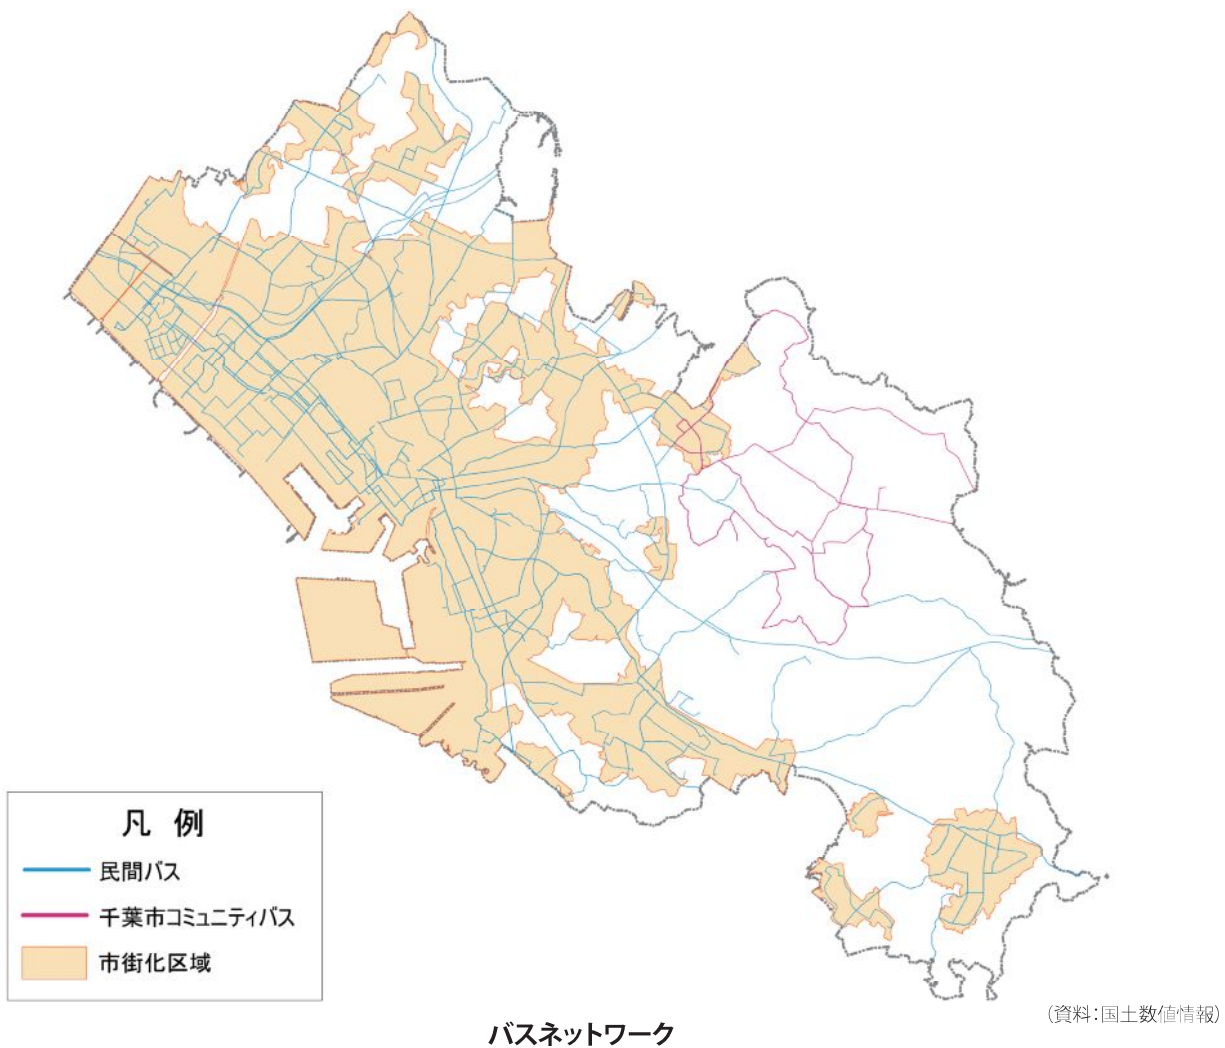 凡 例
民間バス
千葉市コミュニティバス
市街化区域
(資料:国土数値情報)
バスネットワーク